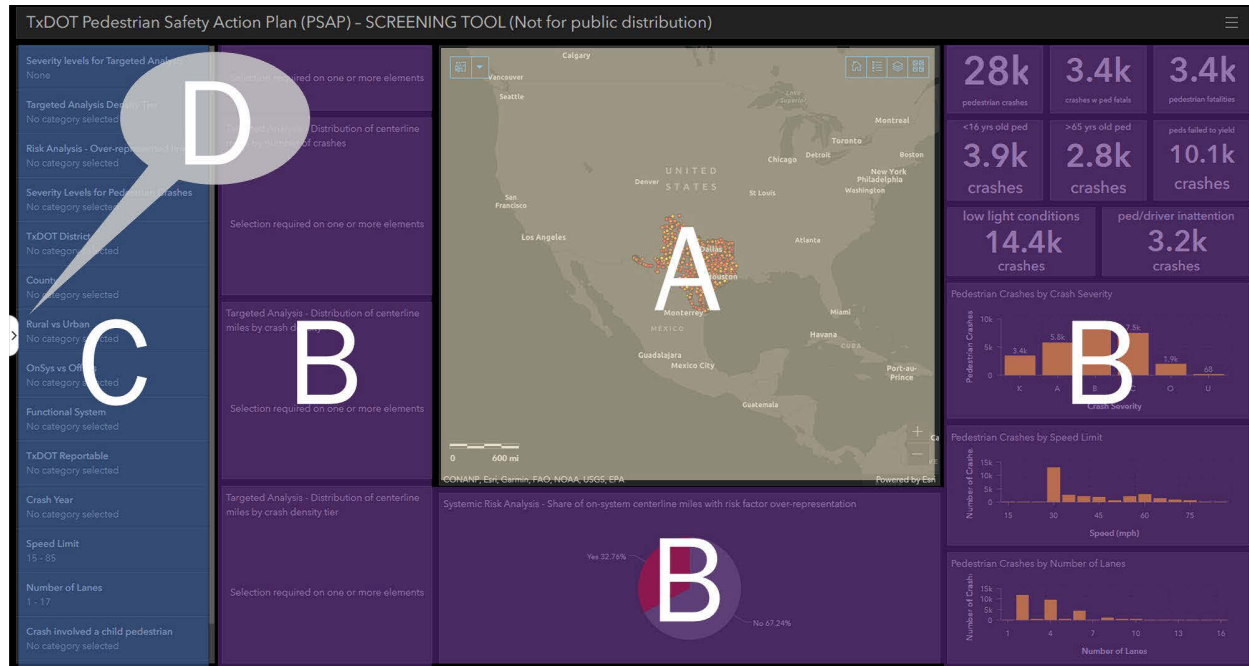 TxDOT Pedestrian Safety Action Plan (PSAP) – SCREENING TOOL (Not for public distribution)
Severity levels for Targeted
None
Targeted Analysis
No category selected
Risk Analysis -
No category selected
Severity Levels for Pedestrian Crashes
No category selected
TxDOT District
No category selected
County
No category selected
Rural vs Urban
No category
OnSys vs
No category selected
Functional System
No category selected
TxDOT Reportable
No category selected
Crash Year
No category selected
Speed Limit
15 - 85
Number of Lanes
1 - 17
Crash involved a child pedestrian
No category selected
D
C
Selection required on one or more elements
Targeted Analysis - Distribution of centerline
of crashes
Selection required on one or more elements
Targeted Analysis - Distribution of centerline
miles by crash density
B
Selection required on one or more elements
Targeted Analysis - Distribution of centerline
miles by crash density tier
Selection required on one or more elements
Calgary
Vancouver
Seattle
Lake
Superior
Montreal
Toronto
Boston
Detroit
Chicago
UNITED
STATES
New York
Philadelphia
Washington
Denver
St Louis
San
Francisco
Los Angeles
Atlanta
Dallas
Houston
A
Monterrey
Miami
MÉXICO
Havana
CUBA
Guadalajara
Mexico City
Port-au-
Prince
Guatemala
+
−
Ca
0 600 mi
CONANP, Esri, Garmin, FAO, NOAA, USGS, EPA
Powered by Esri
Systemic Risk Analysis - Share of on-system centerline miles with risk factor over-representation
Yes 32.76%
B
No 67.24%
28k
pedestrian crashes
3.4k
crashes w ped fatals
3.4k
pedestrian fatalities
<16 yrs old ped
3.9k
crashes
>65 yrs old ped
2.8k
crashes
peds failed to yield
10.1k
crashes
low light conditions
14.4k
crashes
ped/driver inattention
3.2k
crashes
Pedestrian Crashes by Crash Severity
Pedestrian Crashes
10k
5k
0
3.4k
5.8k
7.5k
1.9k
68
K A B C O U
Crash Severity
B
Pedestrian Crashes by Speed Limit
Number of Crashe
15k
10k
5k
0
15 30 45 60 75
Speed (mph)
Pedestrian Crashes by Number of Lanes
Number of Crash
15k
10k
5k
0
1 4 7 10 13 16
Number of Lanes